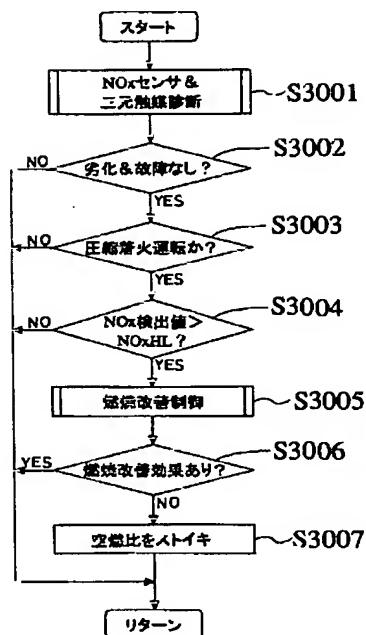 スタート
NOxセンサ&
三元触媒診断
S3001
劣化&故障なし?
S3002
NO
YES
圧縮着火運転か?
S3003
NO
YES
NOx検出値>
NOxHL?
S3004
NO
YES
燃焼改善制御
S3005
燃焼改善効果あり?
S3006
YES
NO
空燃比をストイキ
S3007
リターン